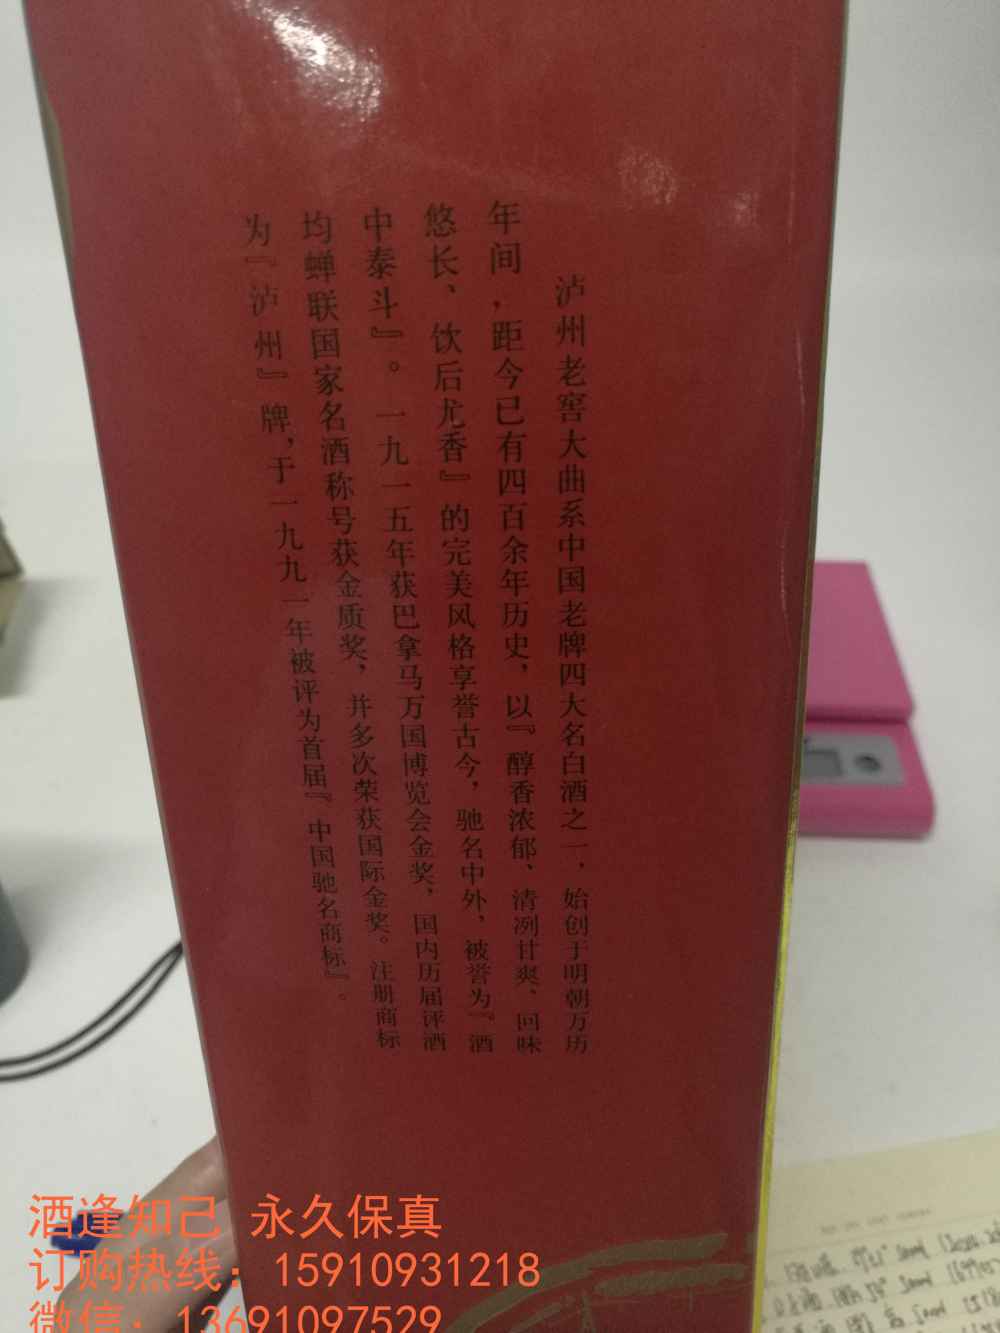 泸州老窖大曲系中国老牌四大名白酒之一，始创于明朝万历
年间，距今已有四百余年历史，以『醇香浓郁、清冽甘爽、回味
悠长、饮后尤香』的完美风格享誉古今，驰名中外，被誉为『酒
中泰斗』。一九一五年获巴拿马万国博览会金奖，国内历届评酒
均蝉联国家名酒称号获金质奖，并多次荣获国际金奖。注册商标
为『泸州』牌，于一九九一年被评为首届『中国驰名商标』。
酒逢知己 永久保真
订购热线：15910931218
微信：13691097529